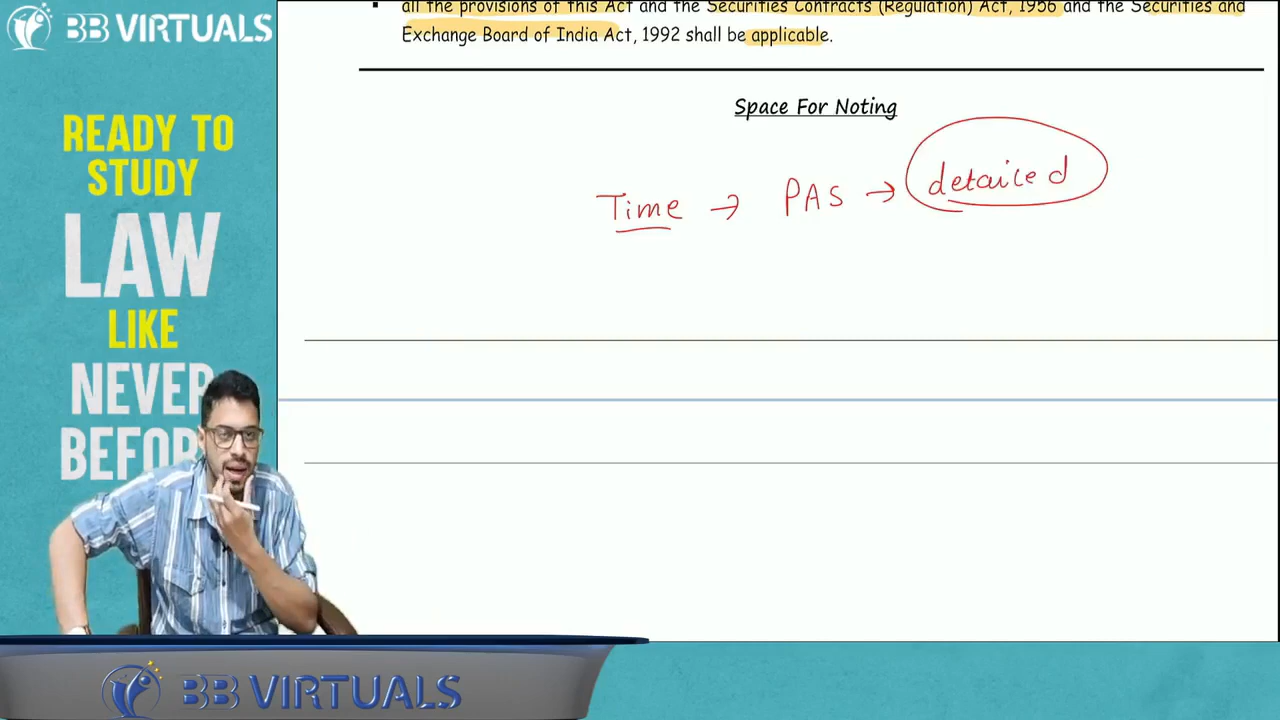 BB VIRTUALS
READY TO
STUDY
LAW
LIKE
NEVER
BEFOR
all the provisions of this Act and the Securities Contracts (Regulation) Act, 1956 and the Securities and
Exchange Board of India Act, 1992 shall be applicable.
Space For Noting
Time → PAS → detailed
BB VIRTUALS